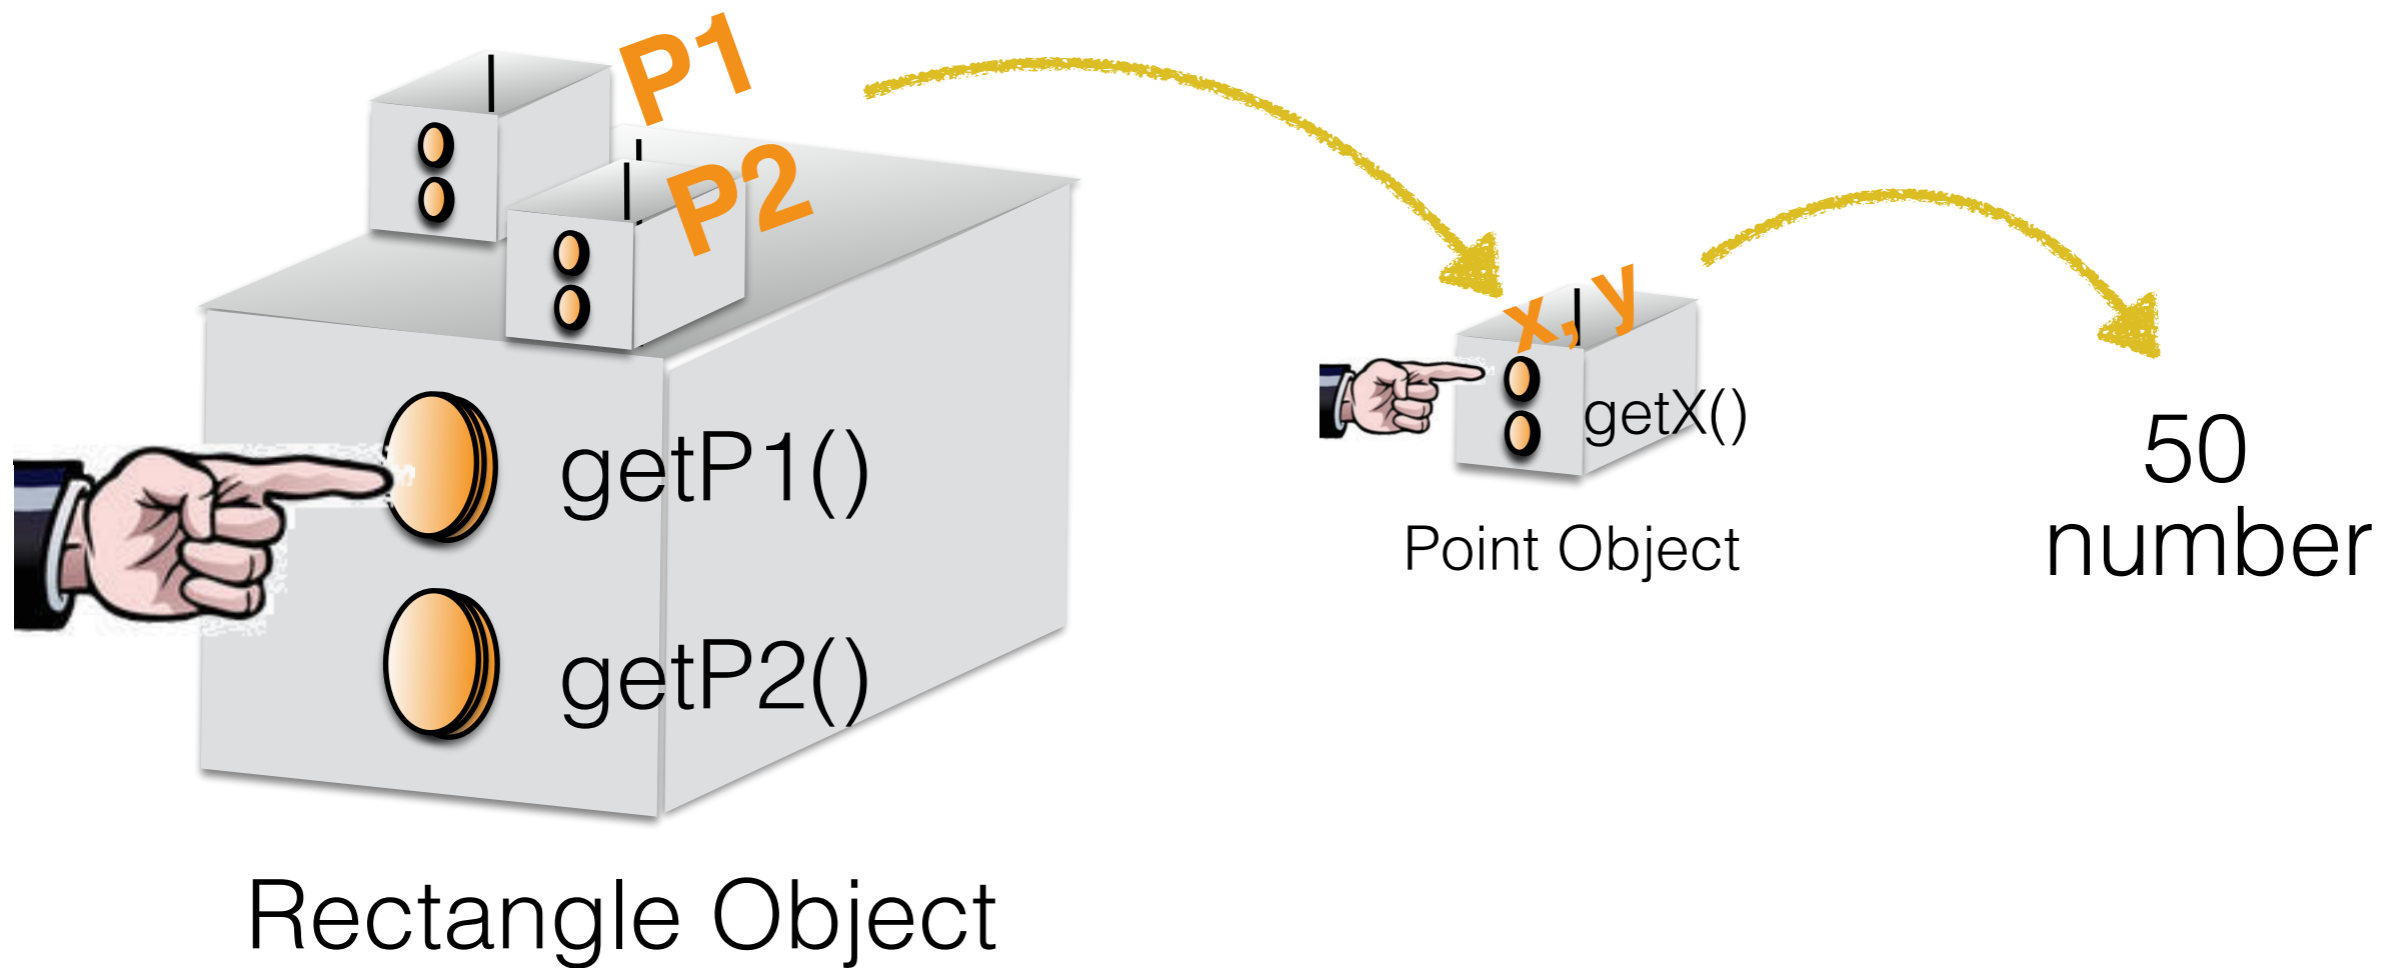 P1
P2
getP1()
getP2()
Rectangle Object
x, y
getX()
Point Object
50
number